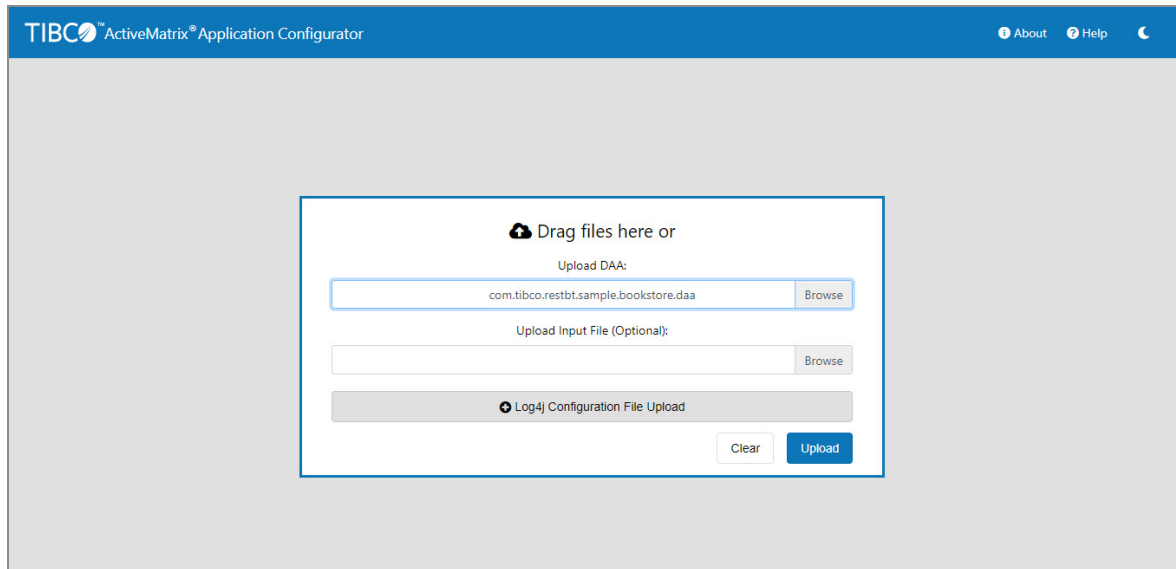 TIBCO™ ActiveMatrix® Application Configurator
About Help
Drag files here or
Upload DAA:
com.tibco.restbt.sample.bookstore.daa Browse
Upload Input File (Optional):
Browse
Log4j Configuration File Upload
Clear Upload